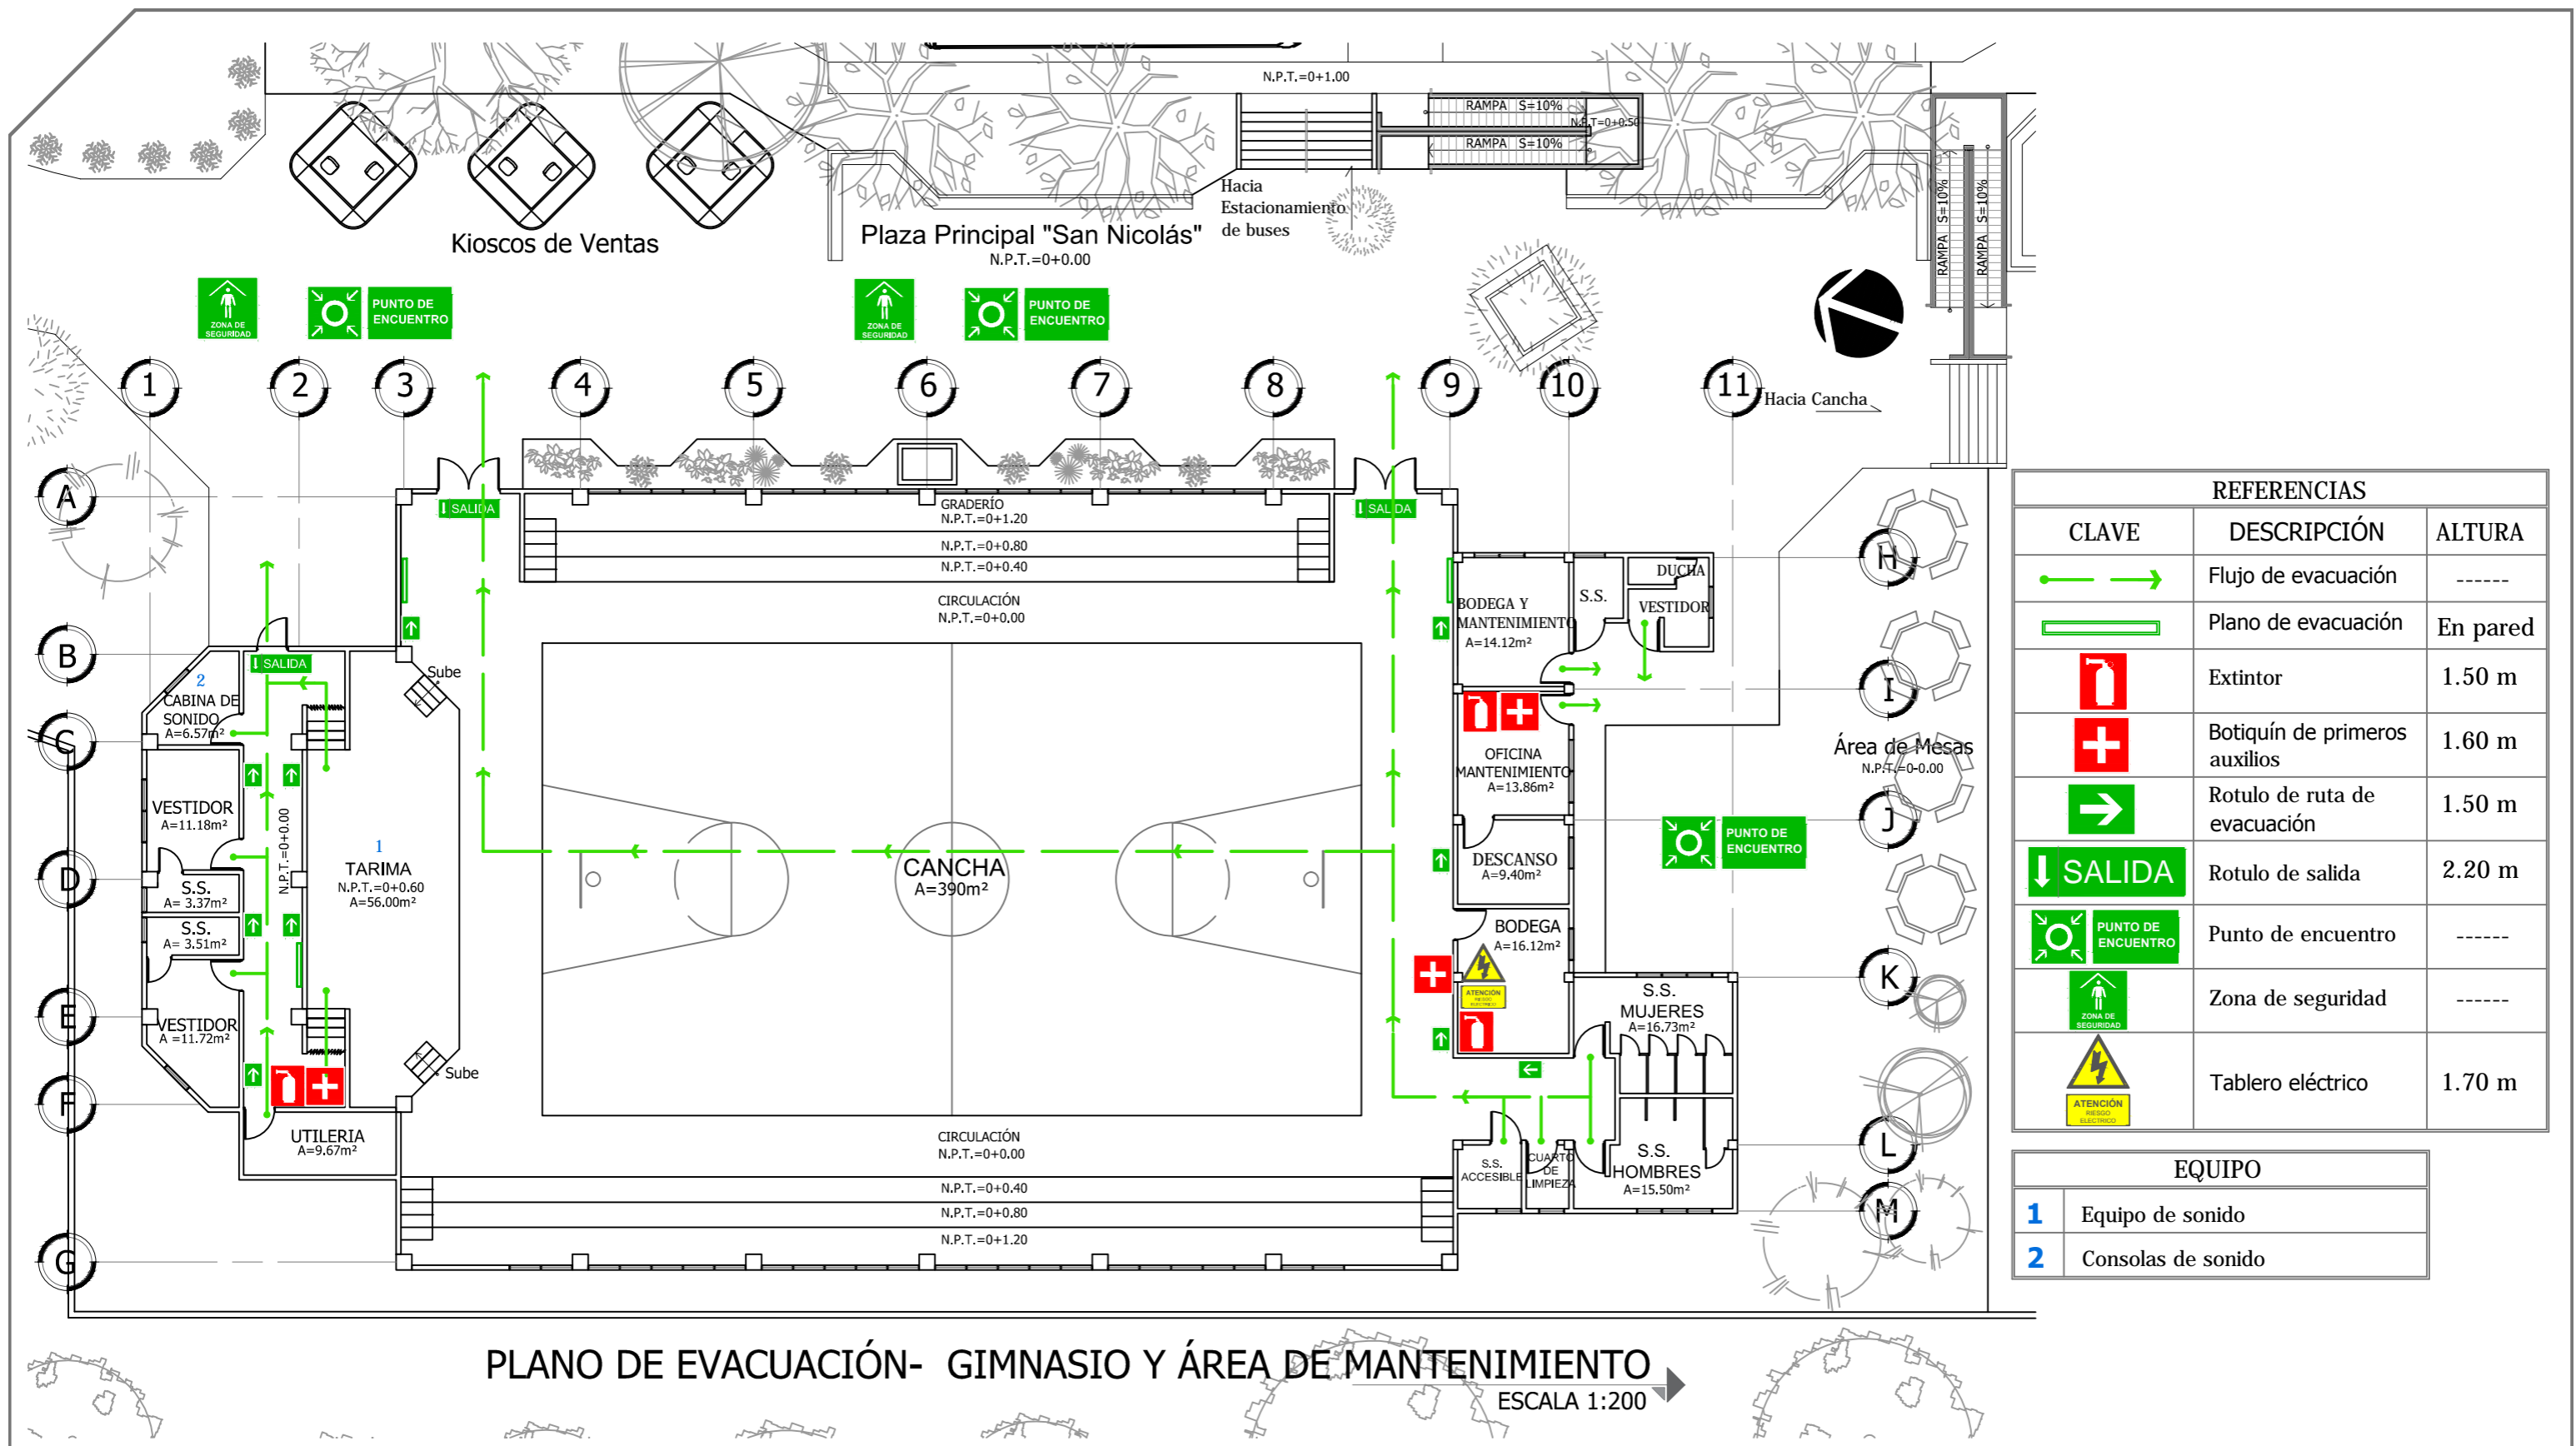 N.P.T.=0+1.00
RAMPA S=10%
N.P.T=0+0.50
RAMPA S=10%
RAMPA S=10%
RAMPA S=10%
Hacia
Estacionamiento
de buses
Kioscos de Ventas
Plaza Principal "San Nicolás"
N.P.T.=0+0.00
ZONA DE
SEGURIDAD
PUNTO DE
ENCUENTRO
ZONA DE
SEGURIDAD
PUNTO DE
ENCUENTRO
1
2
3
4
5
6
7
8
9
10
11
Hacia Cancha
A
B
C
D
E
F
G
H
I
J
K
L
M
SALIDA
SALIDA
SALIDA
GRADERÍO
N.P.T.=0+1.20
N.P.T.=0+0.80
N.P.T.=0+0.40
CIRCULACIÓN
N.P.T.=0+0.00
Sube
2
CABINA DE
SONIDO
A=6.57m²
VESTIDOR
A=11.18m²
S.S.
A= 3.37m²
S.S.
A= 3.51m²
VESTIDOR
A =11.72m²
N.P.T.=0+0.00
1
TARIMA
N.P.T.=0+0.60
A=56.00m²
Sube
UTILERIA
A=9.67m²
CANCHA
A=390m²
CIRCULACIÓN
N.P.T.=0+0.00
N.P.T.=0+0.40
N.P.T.=0+0.80
N.P.T.=0+1.20
BODEGA Y
MANTENIMIENTO
A=14.12m²
S.S.
DUCHA
VESTIDOR
OFICINA
MANTENIMIENTO
A=13.86m²
DESCANSO
A=9.40m²
BODEGA
A=16.12m²
ATENCIÓN
RIESGO
ELECTRICO
S.S.
MUJERES
A=16.73m²
S.S.
HOMBRES
A=15.50m²
S.S.
ACCESIBLE
CUARTO
DE
LIMPIEZA
Área de Mesas
N.P.T.=0-0.00
PUNTO DE
ENCUENTRO
REFERENCIAS
CLAVE DESCRIPCIÓN ALTURA
Flujo de evacuación ------
Plano de evacuación En pared
Extintor 1.50 m
Botiquín de primeros
auxilios 1.60 m
Rotulo de ruta de
evacuación 1.50 m
SALIDA Rotulo de salida 2.20 m
PUNTO DE
ENCUENTRO Punto de encuentro ------
ZONA DE
SEGURIDAD Zona de seguridad ------
ATENCIÓN
RIESGO
ELECTRICO Tablero eléctrico 1.70 m
EQUIPO
1 Equipo de sonido
2 Consolas de sonido
PLANO DE EVACUACIÓN- GIMNASIO Y ÁREA DE MANTENIMIENTO
ESCALA 1:200